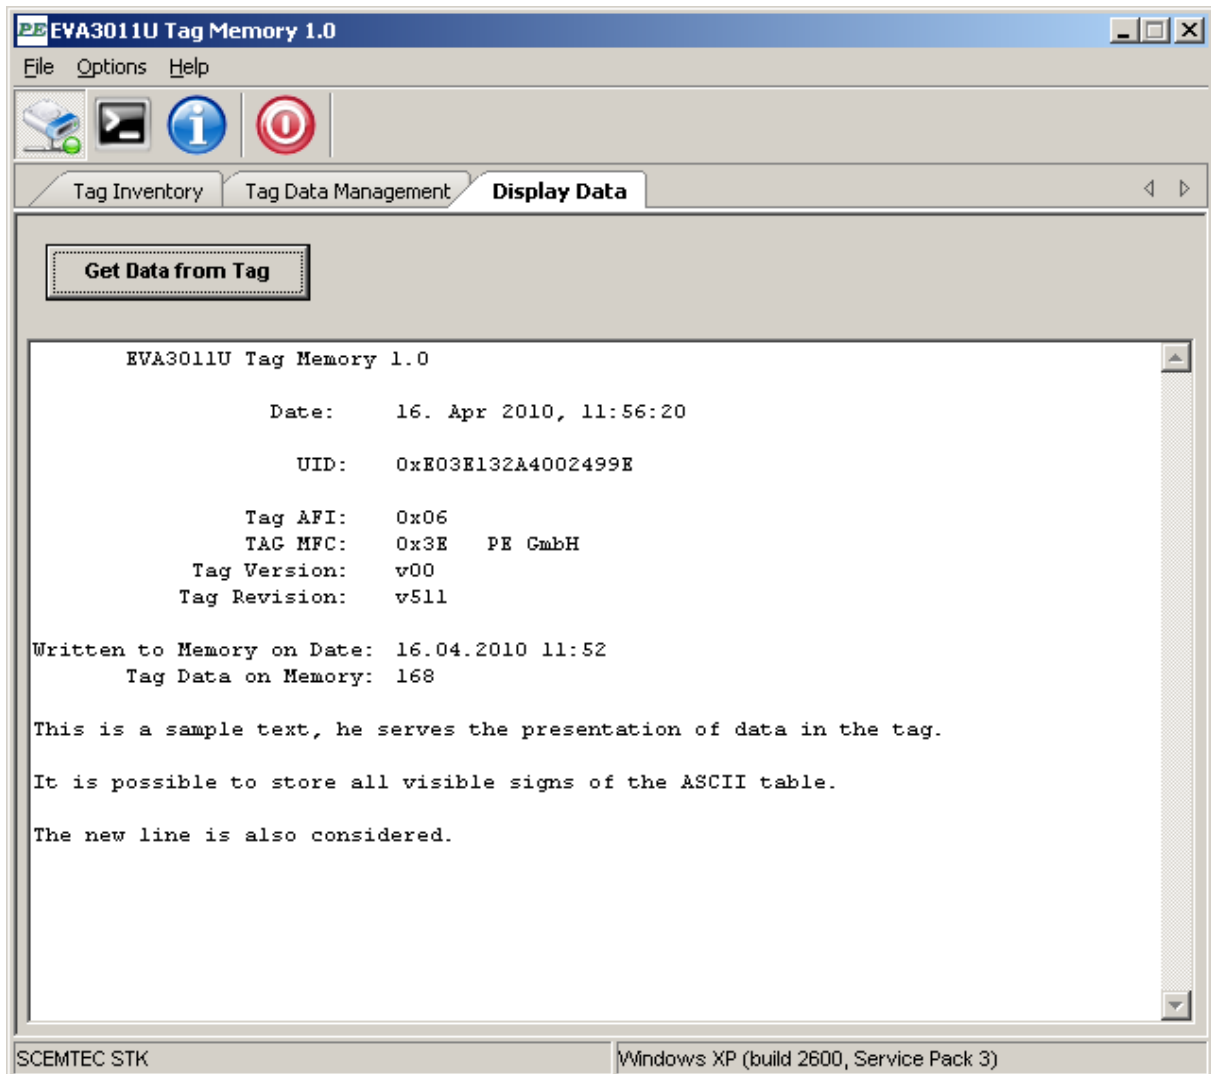 PE EVA3011U Tag Memory 1.0
File Options Help
Tag Inventory Tag Data Management Display Data
Get Data from Tag
EVA3011U Tag Memory 1.0
Date: 16. Apr 2010, 11:56:20
UID: 0xE03E132A4002499E
Tag AFI: 0x06
TAG MFC: 0x3E PE GmbH
Tag Version: v00
Tag Revision: v511
Written to Memory on Date: 16.04.2010 11:52
Tag Data on Memory: 168
This is a sample text, he serves the presentation of data in the tag.
It is possible to store all visible signs of the ASCII table.
The new line is also considered.
SCEMTEC STK Windows XP (build 2600, Service Pack 3)